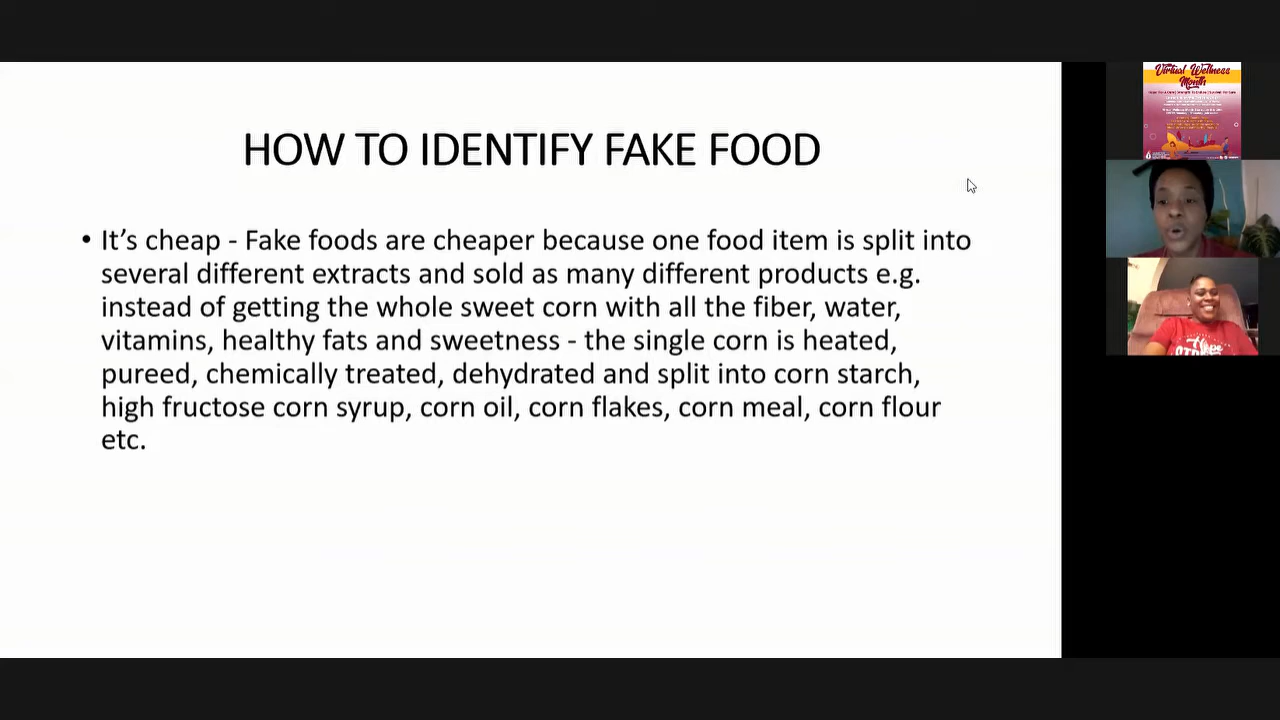 HOW TO IDENTIFY FAKE FOOD
• It’s cheap - Fake foods are cheaper because one food item is split into
several different extracts and sold as many different products e.g.
instead of getting the whole sweet corn with all the fiber, water,
vitamins, healthy fats and sweetness - the single corn is heated,
pureed, chemically treated, dehydrated and split into corn starch,
high fructose corn syrup, corn oil, corn flakes, corn meal, corn flour
etc.
Virtual Wellness
Month